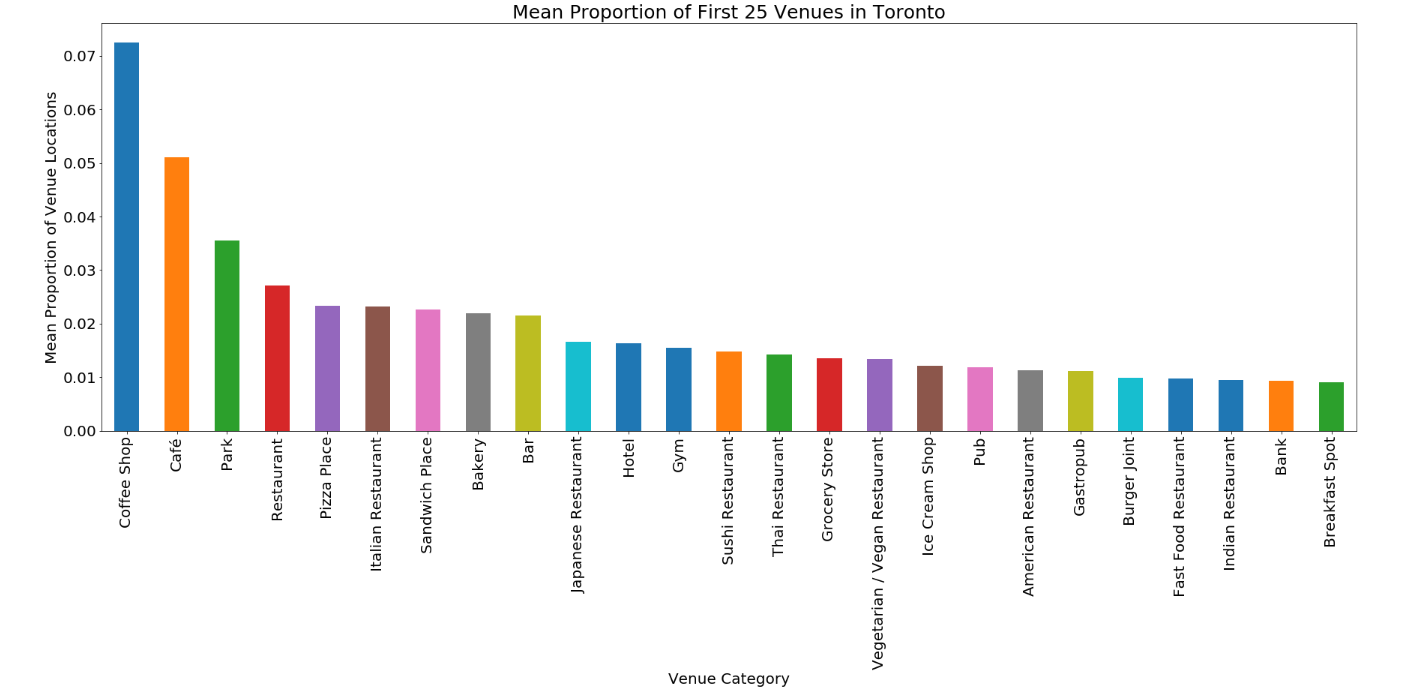 Mean Proportion of First 25 Venues in Toronto
Mean Proportion of Venue Locations
0.07
0.06
0.05
0.04
0.03
0.02
0.01
0.00
Coffee Shop
Café
Park
Restaurant
Pizza Place
Italian Restaurant
Sandwich Place
Bakery
Bar
Japanese Restaurant
Hotel
Gym
Sushi Restaurant
Thai Restaurant
Grocery Store
Vegetarian / Vegan Restaurant
Ice Cream Shop
Pub
American Restaurant
Gastropub
Burger Joint
Fast Food Restaurant
Indian Restaurant
Bank
Breakfast Spot
Venue Category